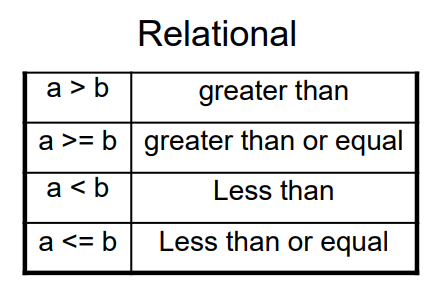 Relational
a > b greater than
a >= b greater than or equal
a < b Less than
a <= b Less than or equal